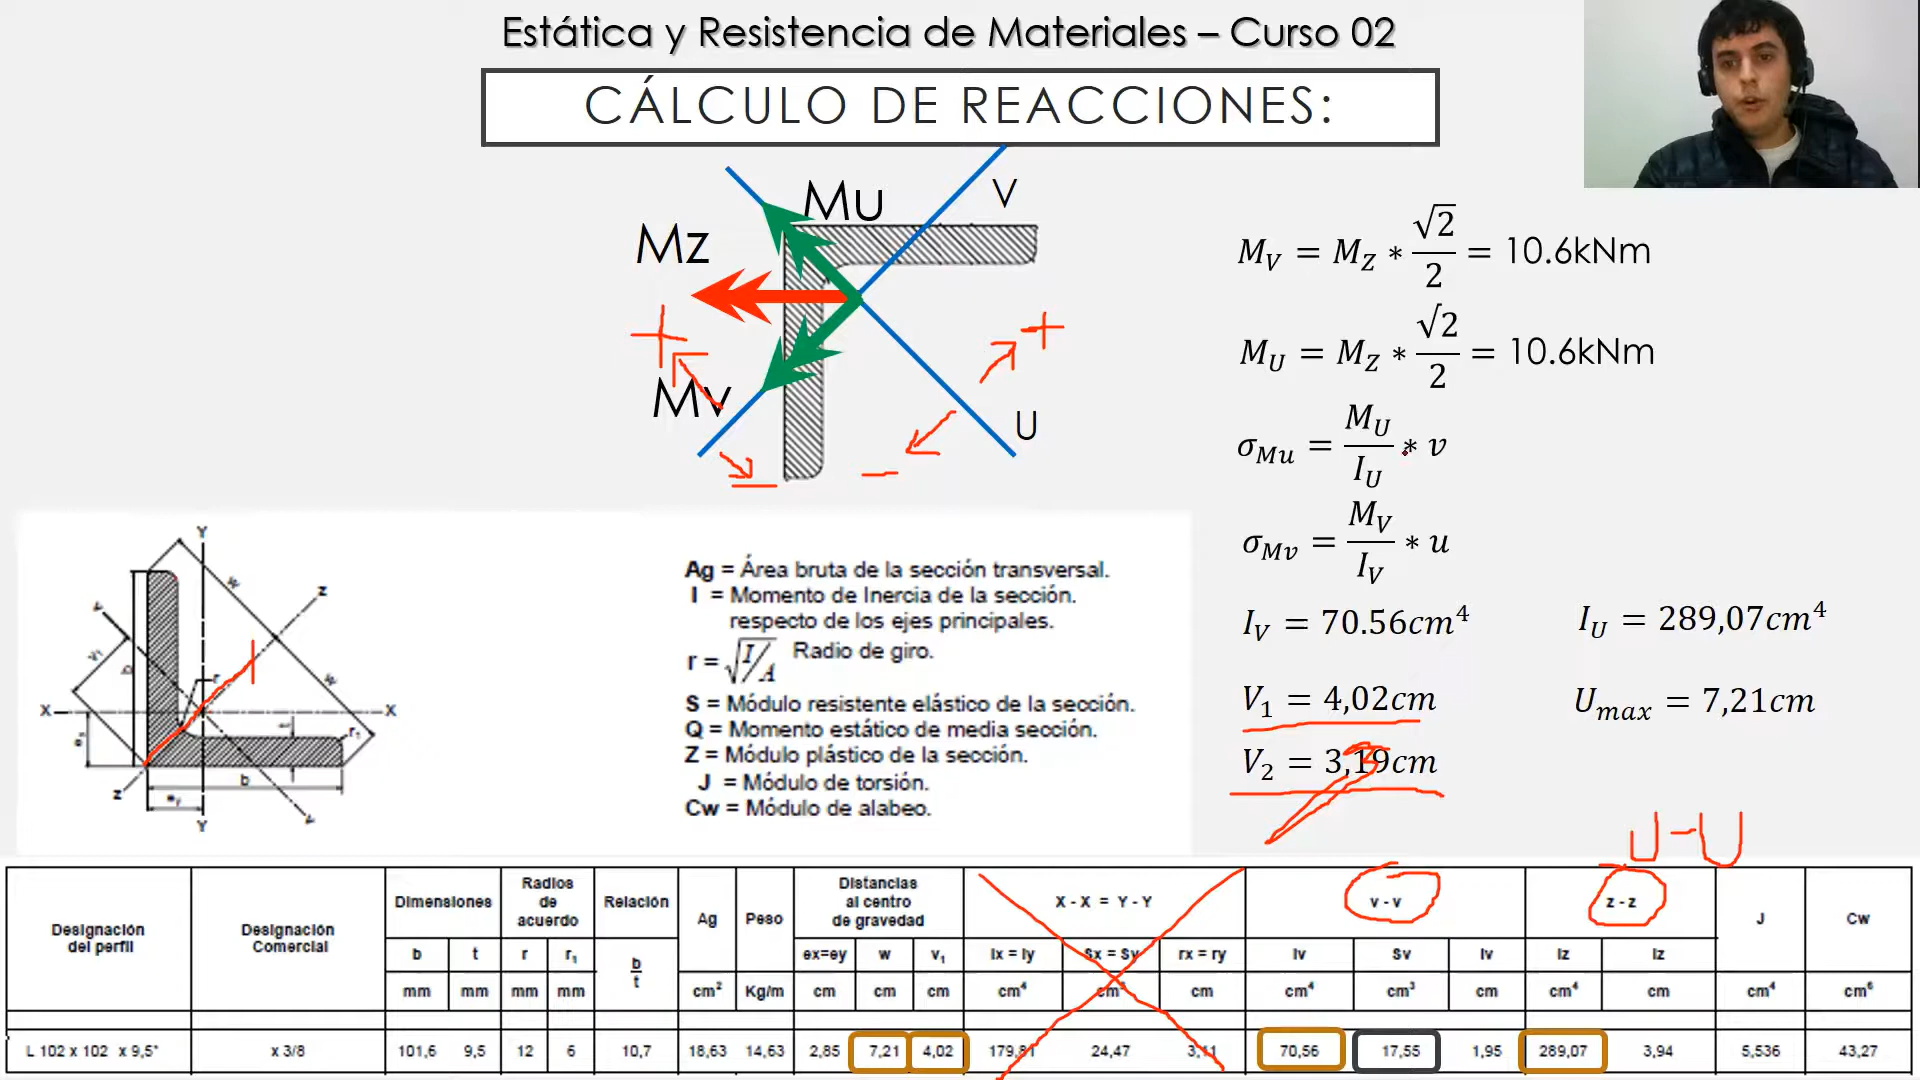 Estática y Resistencia de Materiales – Curso 02
CÁLCULO DE REACCIONES:
Mu
V
Mz
Mv
U
+
+
−
−
M_V = M_Z ∗ √2/2 = 10.6kNm
M_U = M_Z ∗ √2/2 = 10.6kNm
σ_Mu = M_U/I_U ∗ v
σ_Mv = M_V/I_V ∗ u
I_V = 70.56cm⁴
I_U = 289,07cm⁴
V₁ = 4,02cm
U_max = 7,21cm
V₂ = 3,19cm
U-U
Y
w
z
v₁
b
r
w
X
X
r₁
b
z
Y
Ag = Área bruta de la sección transversal.
I = Momento de Inercia de la sección.
respecto de los ejes principales.
r = √I/A Radio de giro.
S = Módulo resistente elástico de la sección.
Q = Momento estático de media sección.
Z = Módulo plástico de la sección.
J = Módulo de torsión.
Cw = Módulo de alabeo.
Designación del perfil
Designación Comercial
Dimensiones
Radios de acuerdo
Relación
Ag
Peso
Distancias al centro de gravedad
X - X = Y - Y
v - v
z - z
J
Cw
b t r r₁ b/t ex=ey w v₁ Ix = Iy Sx = Sy rx = ry Iv Sv Iv Iz Iz
mm mm mm mm cm² Kg/m cm cm cm cm⁴ cm³ cm cm⁴ cm³ cm cm⁴ cm cm⁴ cm⁶
L 102 x 102 x 9,5* x 3/8 101,6 9,5 12 6 10,7 18,63 14,63 2,85 7,21 4,02 179,81 24,47 3,11 70,56 17,55 1,95 289,07 3,94 5,536 43,27